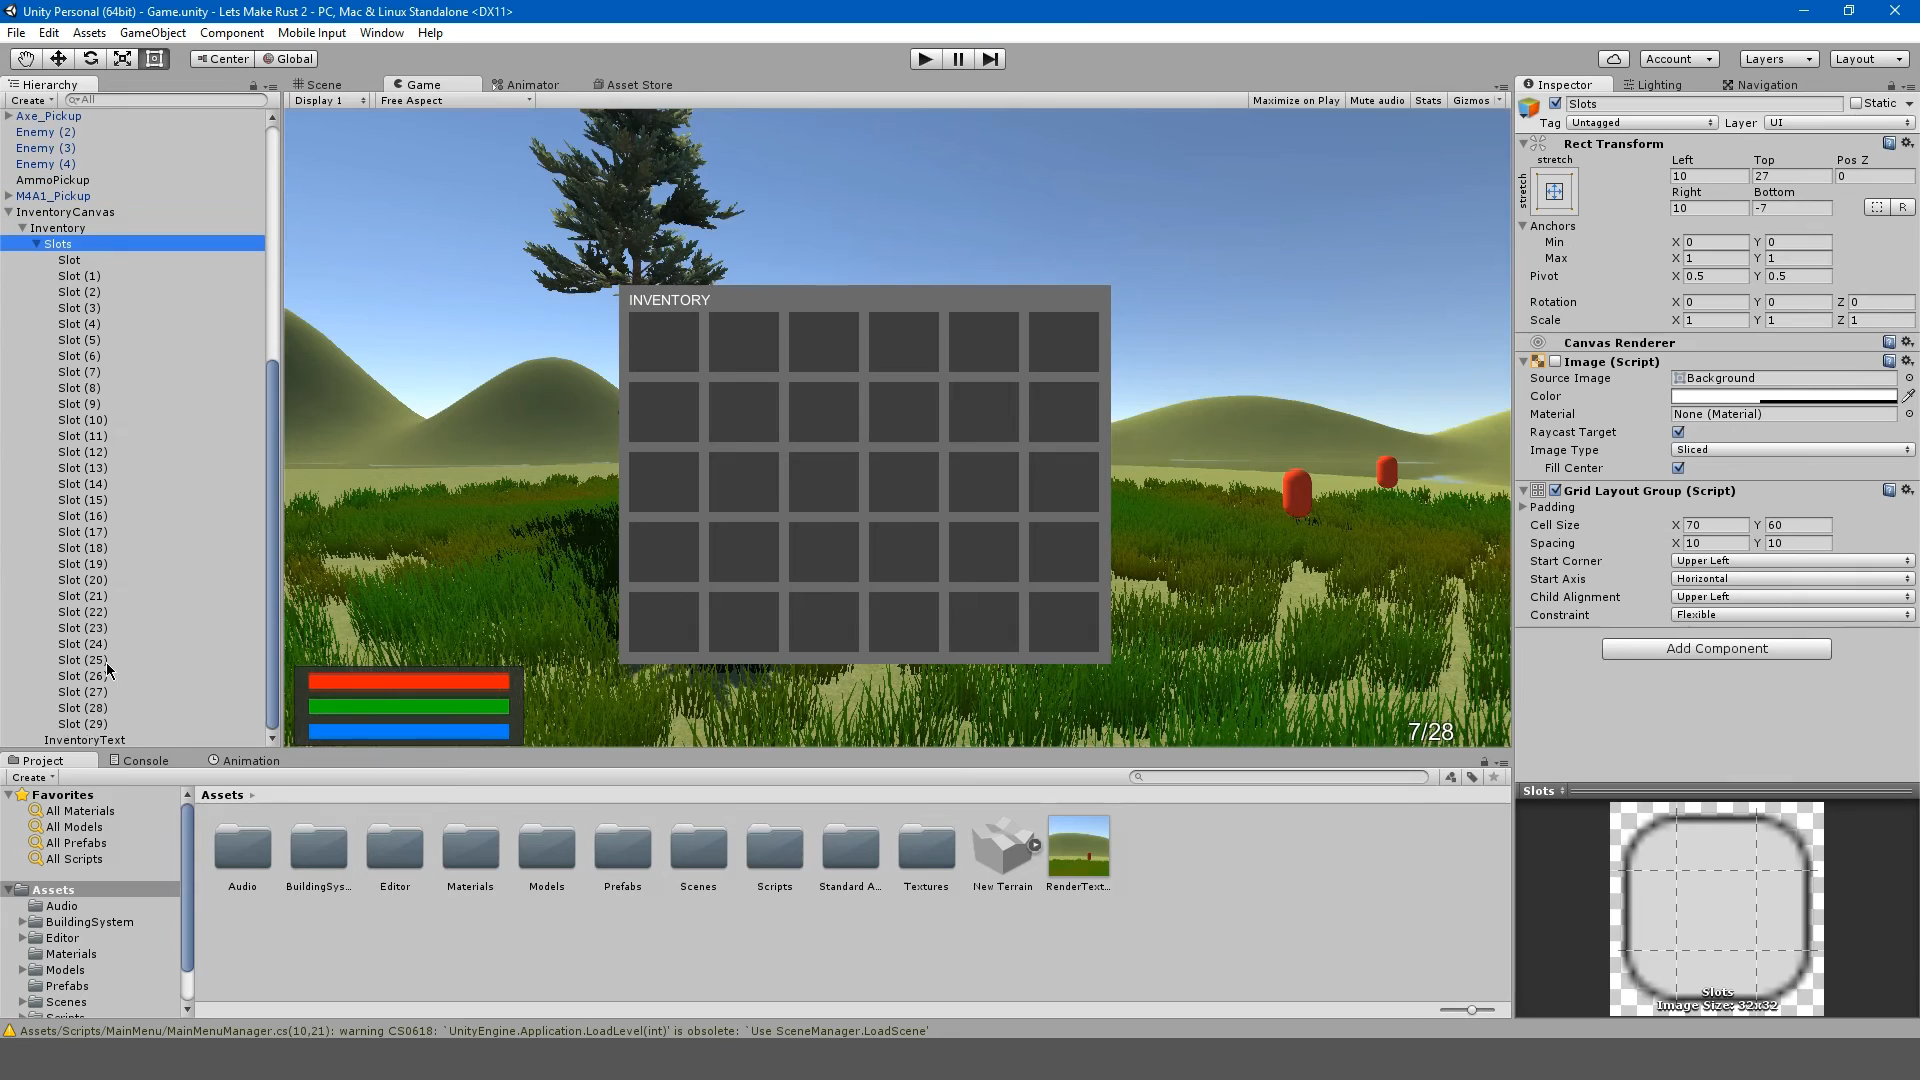 Unity Personal (64bit) - Game.unity - Lets Make Rust 2 - PC, Mac & Linux Standalone <DX11>
File Edit Assets GameObject Component Mobile Input Window Help
Center Global Account Layers Layout
Hierarchy
Create All
Axe_Pickup
Enemy (2)
Enemy (3)
Enemy (4)
AmmoPickup
M4A1_Pickup
InventoryCanvas
Inventory
Slots
Slot
Slot (1)
Slot (2)
Slot (3)
Slot (4)
Slot (5)
Slot (6)
Slot (7)
Slot (8)
Slot (9)
Slot (10)
Slot (11)
Slot (12)
Slot (13)
Slot (14)
Slot (15)
Slot (16)
Slot (17)
Slot (18)
Slot (19)
Slot (20)
Slot (21)
Slot (22)
Slot (23)
Slot (24)
Slot (25)
Slot (26)
Slot (27)
Slot (28)
Slot (29)
InventoryText
Scene Game Animator Asset Store
Display 1 Free Aspect Maximize on Play Mute audio Stats Gizmos
INVENTORY
7/28
Inspector Lighting Navigation
Slots Static
Tag Untagged Layer UI
Rect Transform
stretch Left Top Pos Z
stretch 10 27 0
Right Bottom
10 -7 R
Anchors
Min X 0 Y 0
Max X 1 Y 1
Pivot X 0.5 Y 0.5
Rotation X 0 Y 0 Z 0
Scale X 1 Y 1 Z 1
Canvas Renderer
Image (Script)
Source Image Background
Color
Material None (Material)
Raycast Target
Image Type Sliced
Fill Center
Grid Layout Group (Script)
Padding
Cell Size X 70 Y 60
Spacing X 10 Y 10
Start Corner Upper Left
Start Axis Horizontal
Child Alignment Upper Left
Constraint Flexible
Add Component
Slots
Slots
Image Size: 32x32
Project Console Animation
Create
Favorites
All Materials
All Models
All Prefabs
All Scripts
Assets
Audio
BuildingSystem
Editor
Materials
Models
Prefabs
Scenes
Scripts
Assets
Audio BuildingSys... Editor Materials Models Prefabs Scenes Scripts Standard A... Textures New Terrain RenderText...
Assets/Scripts/MainMenu/MainMenuManager.cs(10,21): warning CS0618: `UnityEngine.Application.LoadLevel(int)' is obsolete: `Use SceneManager.LoadScene'